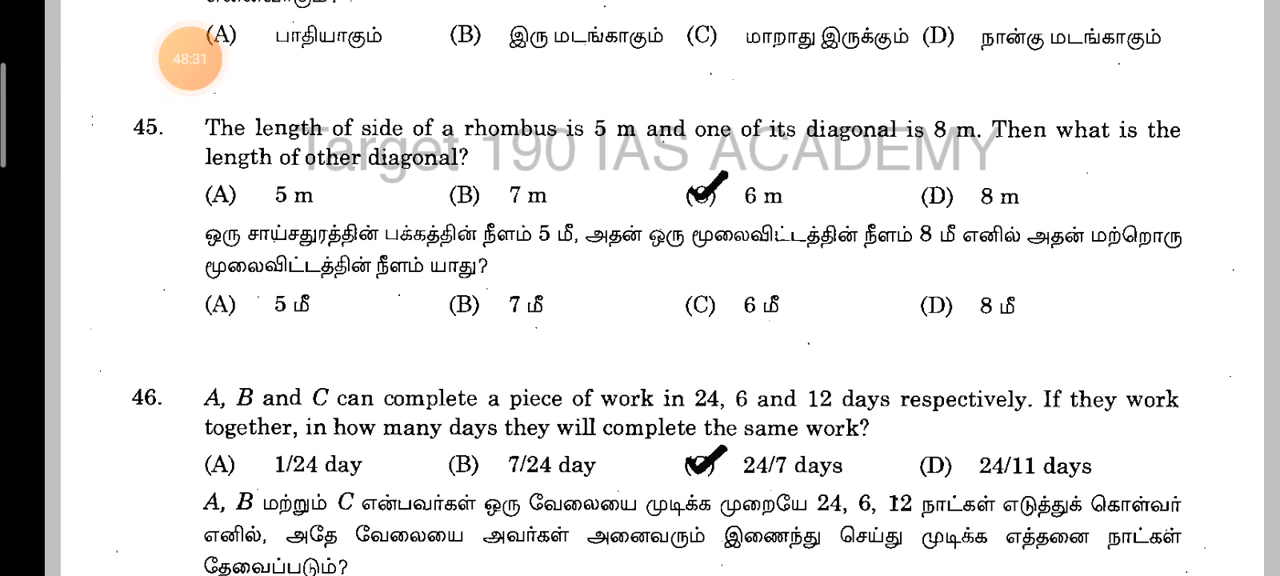 (A) பாதியாகும் (B) இரு மடங்காகும் (C) மாறாது இருக்கும் (D) நான்கு மடங்காகும்
48:31
45. The length of side of a rhombus is 5 m and one of its diagonal is 8 m. Then what is the
length of other diagonal?
Target 190 IAS ACADEMY
(A) 5 m (B) 7 m (C) 6 m (D) 8 m
ஒரு சாய்சதுரத்தின் பக்கத்தின் நீளம் 5 மீ, அதன் ஒரு மூலைவிட்டத்தின் நீளம் 8 மீ எனில் அதன் மற்றொரு
மூலைவிட்டத்தின் நீளம் யாது?
(A) 5 மீ (B) 7 மீ (C) 6 மீ (D) 8 மீ
46. A, B and C can complete a piece of work in 24, 6 and 12 days respectively. If they work
together, in how many days they will complete the same work?
(A) 1/24 day (B) 7/24 day (C) 24/7 days (D) 24/11 days
A, B மற்றும் C என்பவர்கள் ஒரு வேலையை முடிக்க முறையே 24, 6, 12 நாட்கள் எடுத்துக் கொள்வர்
எனில், அதே வேலையை அவர்கள் அனைவரும் இணைந்து செய்து முடிக்க எத்தனை நாட்கள்
தேவைப்படும்?